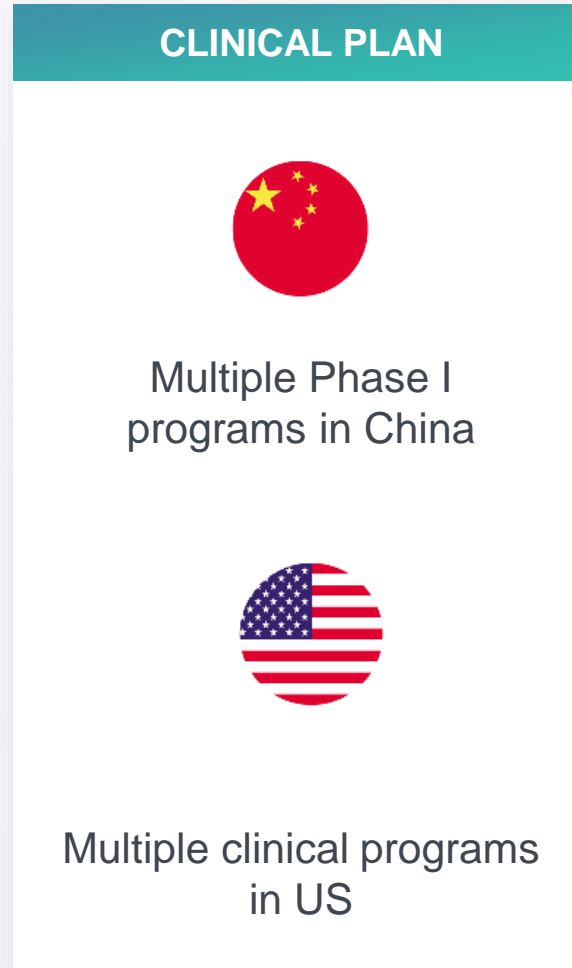 CLINICAL PLAN
Multiple Phase I
programs in China
Multiple clinical programs
in US